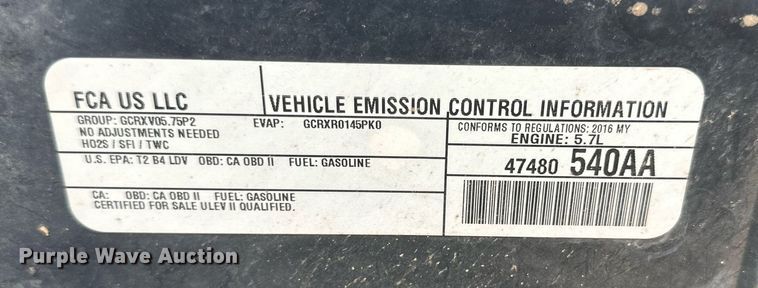 FCA US LLC
VEHICLE EMISSION CONTROL INFORMATION
GROUP: GCRXV05.75P2 EVAP: GCRXR0145PK0
NO ADJUSTMENTS NEEDED
HO2S / SFI / TWC
CONFORMS TO REGULATIONS: 2016 MY
ENGINE: 5.7L
U.S. EPA: T2 B4 LDV OBD: CA OBD II FUEL: GASOLINE
47480 540AA
CA: OBD: CA OBD II FUEL: GASOLINE
CERTIFIED FOR SALE ULEV II QUALIFIED.
Purple Wave Auction